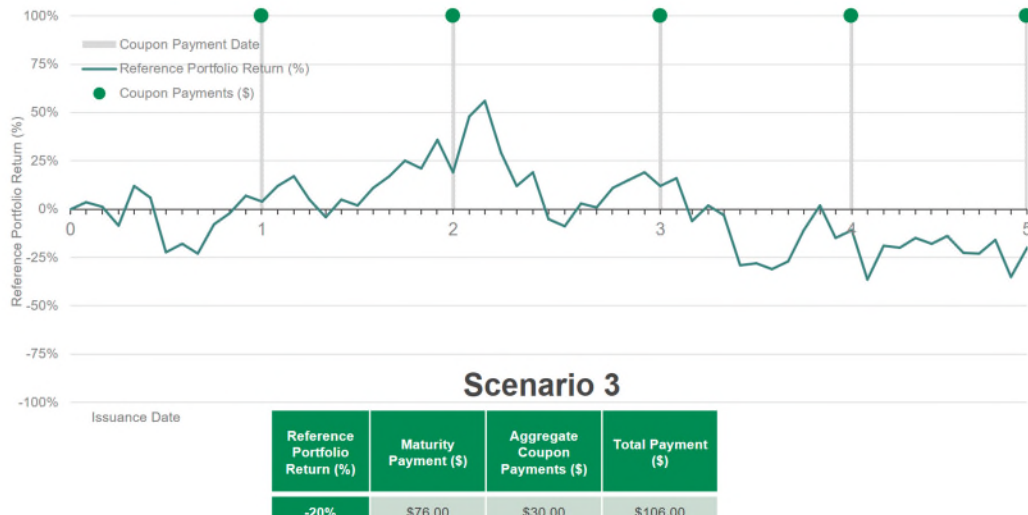 100%
Coupon Payment Date
75%
Reference Portfolio Return (%)
Coupon Payments ($)
50%
25%
0%
0 1 2 3 4 5
-25%
-50%
-75%
-100%
Reference Portfolio Return (%)
Scenario 3
Issuance Date
Reference Portfolio Return (%) Maturity Payment ($) Aggregate Coupon Payments ($) Total Payment ($)
-20% $76.00 $30.00 $106.00